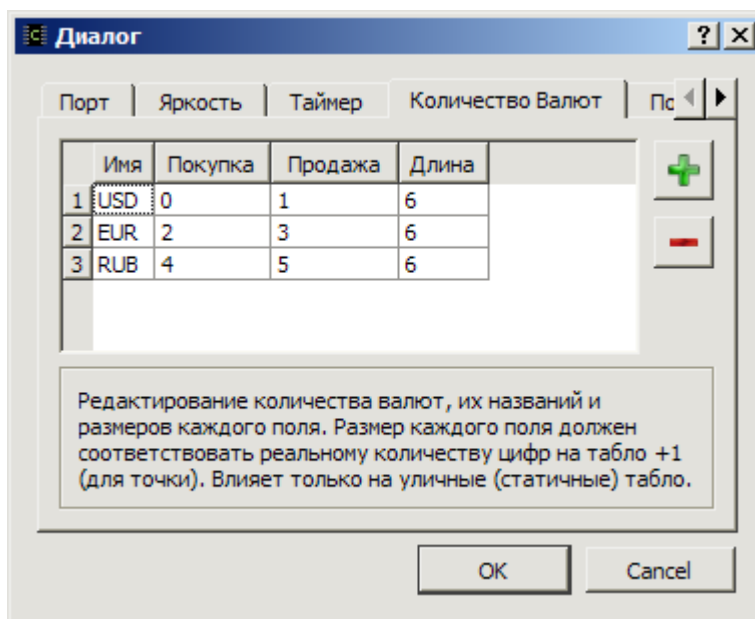 Диалог
Порт Яркость Таймер Количество Валют По
Имя Покупка Продажа Длина
1 USD 0 1 6
2 EUR 2 3 6
3 RUB 4 5 6
Редактирование количества валют, их названий и
размеров каждого поля. Размер каждого поля должен
соответствовать реальному количеству цифр на табло +1
(для точки). Влияет только на уличные (статичные) табло.
OK Cancel